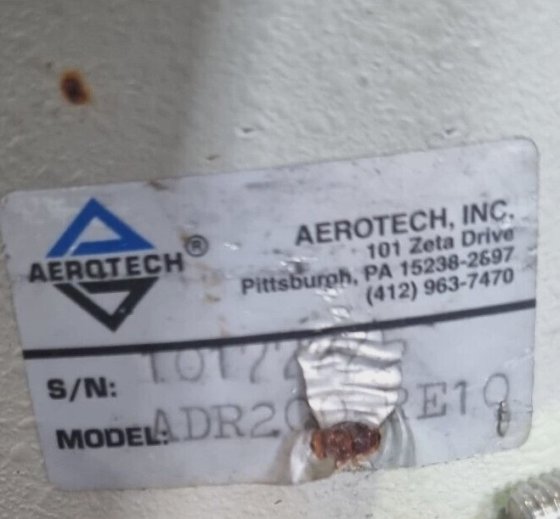 AEROTECH®
AEROTECH, INC.
101 Zeta Drive
Pittsburgh, PA 15238-2897
(412) 963-7470
S/N:
MODEL: